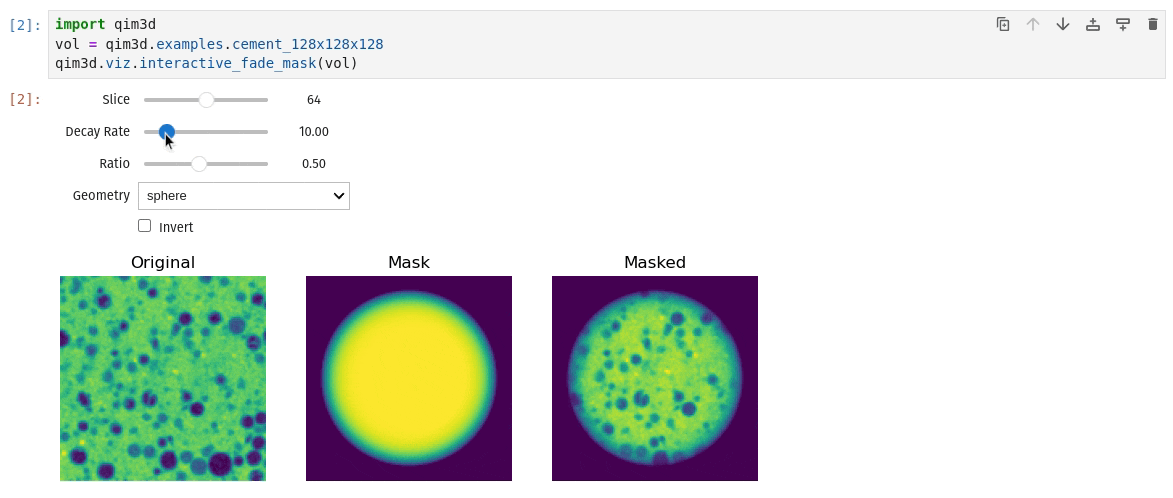 [2]: import qim3d
vol = qim3d.examples.cement_128x128x128
qim3d.viz.interactive_fade_mask(vol)
[2]: Slice 64
Decay Rate 10.00
Ratio 0.50
Geometry sphere
Invert
Original Mask Masked